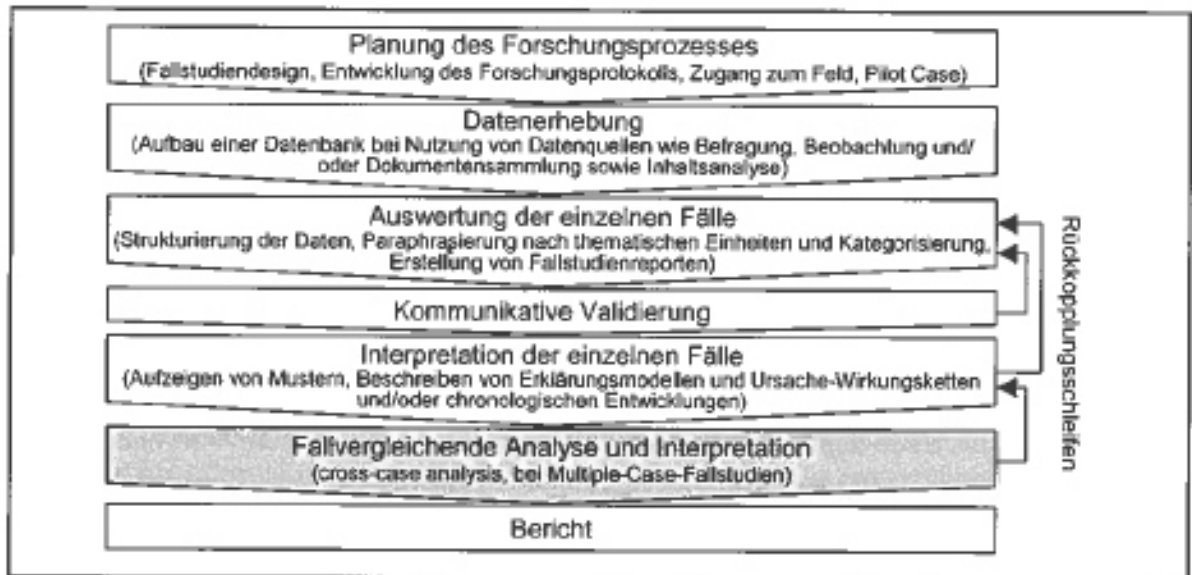 Planung des Forschungsprozesses
(Fallstudiendesign, Entwicklung des Forschungsprotokolls, Zugang zum Feld, Pilot Case)
Datenerhebung
(Aufbau einer Datenbank bei Nutzung von Datenquellen wie Befragung, Beobachtung und/
oder Dokumentensammlung sowie Inhaltsanalyse)
Auswertung der einzelnen Fälle
(Strukturierung der Daten, Paraphrasierung nach thematischen Einheiten und Kategorisierung,
Erstellung von Fallstudienreporten)
Kommunikative Validierung
Interpretation der einzelnen Fälle
(Aufzeigen von Mustern, Beschreiben von Erklärungsmodellen und Ursache-Wirkungsketten
und/oder chronologischen Entwicklungen)
Fallvergleichende Analyse und Interpretation
(cross-case analysis, bei Multiple-Case-Fallstudien)
Bericht
Rückkopplungsschleifen